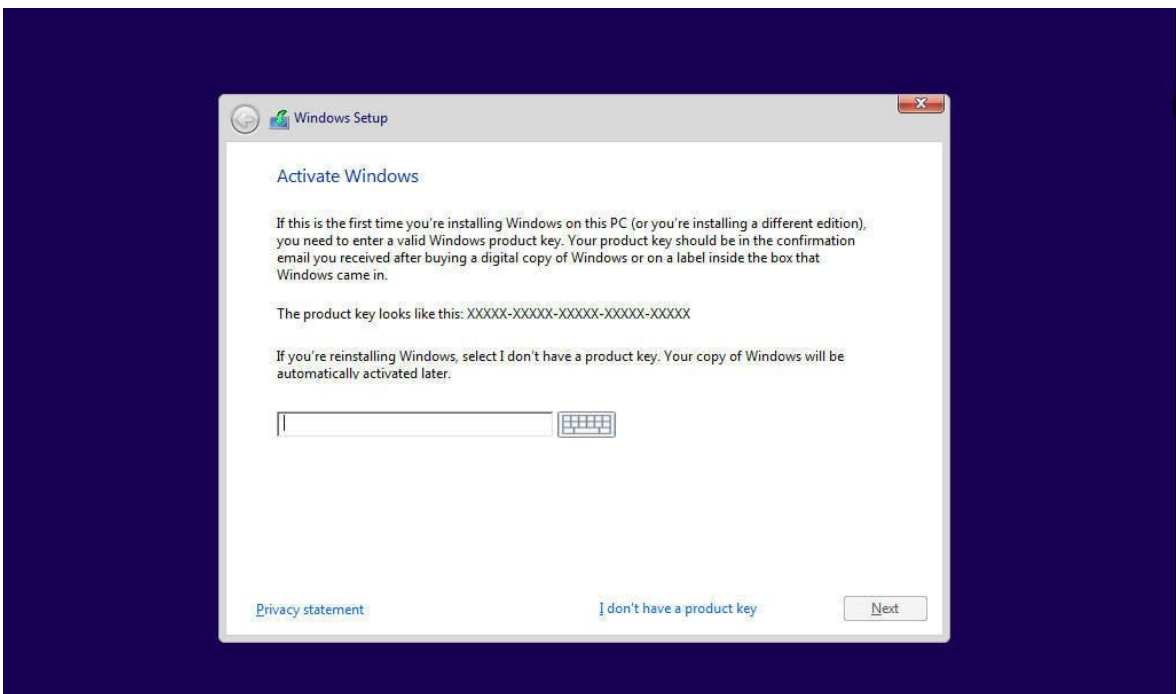 Windows Setup
Activate Windows
If this is the first time you're installing Windows on this PC (or you're installing a different edition),
you need to enter a valid Windows product key. Your product key should be in the confirmation
email you received after buying a digital copy of Windows or on a label inside the box that
Windows came in.
The product key looks like this: XXXXX-XXXXX-XXXXX-XXXXX-XXXXX
If you're reinstalling Windows, select I don't have a product key. Your copy of Windows will be
automatically activated later.
Privacy statement
I don't have a product key
Next